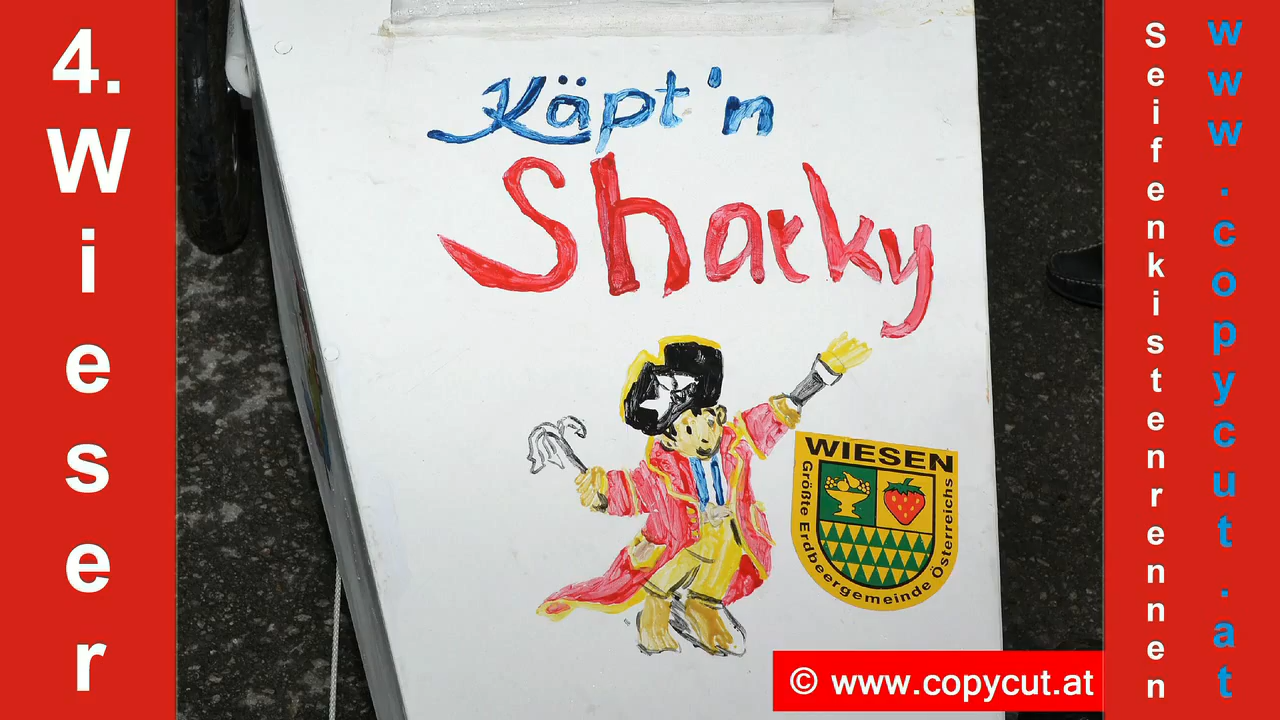 4. Wieser
Käpt'n
Sharky
WIESEN
Größte Erdbeergemeinde Österreichs
© www.copycut.at
Seifenkistenrennen
www.copycut.at